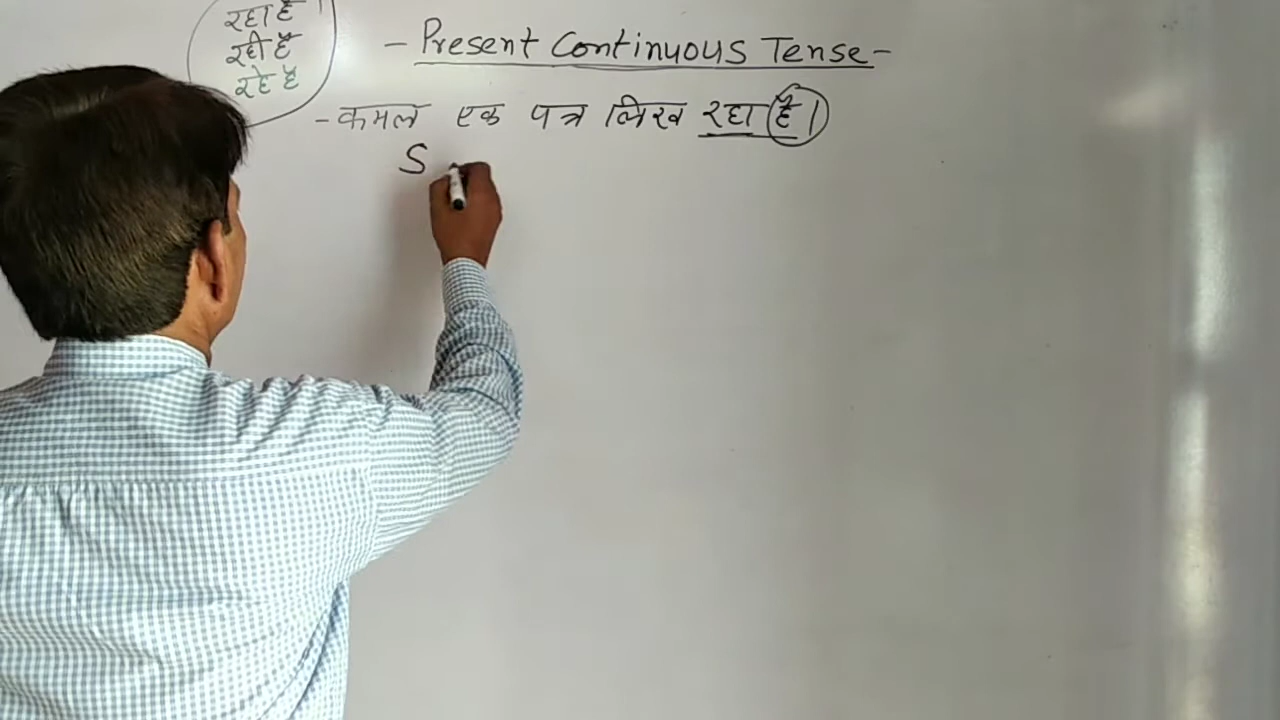 रहा है ।
रही है
रहे हैं
- Present Continuous Tense -
- कमल एक पत्र लिख रहा है।
S